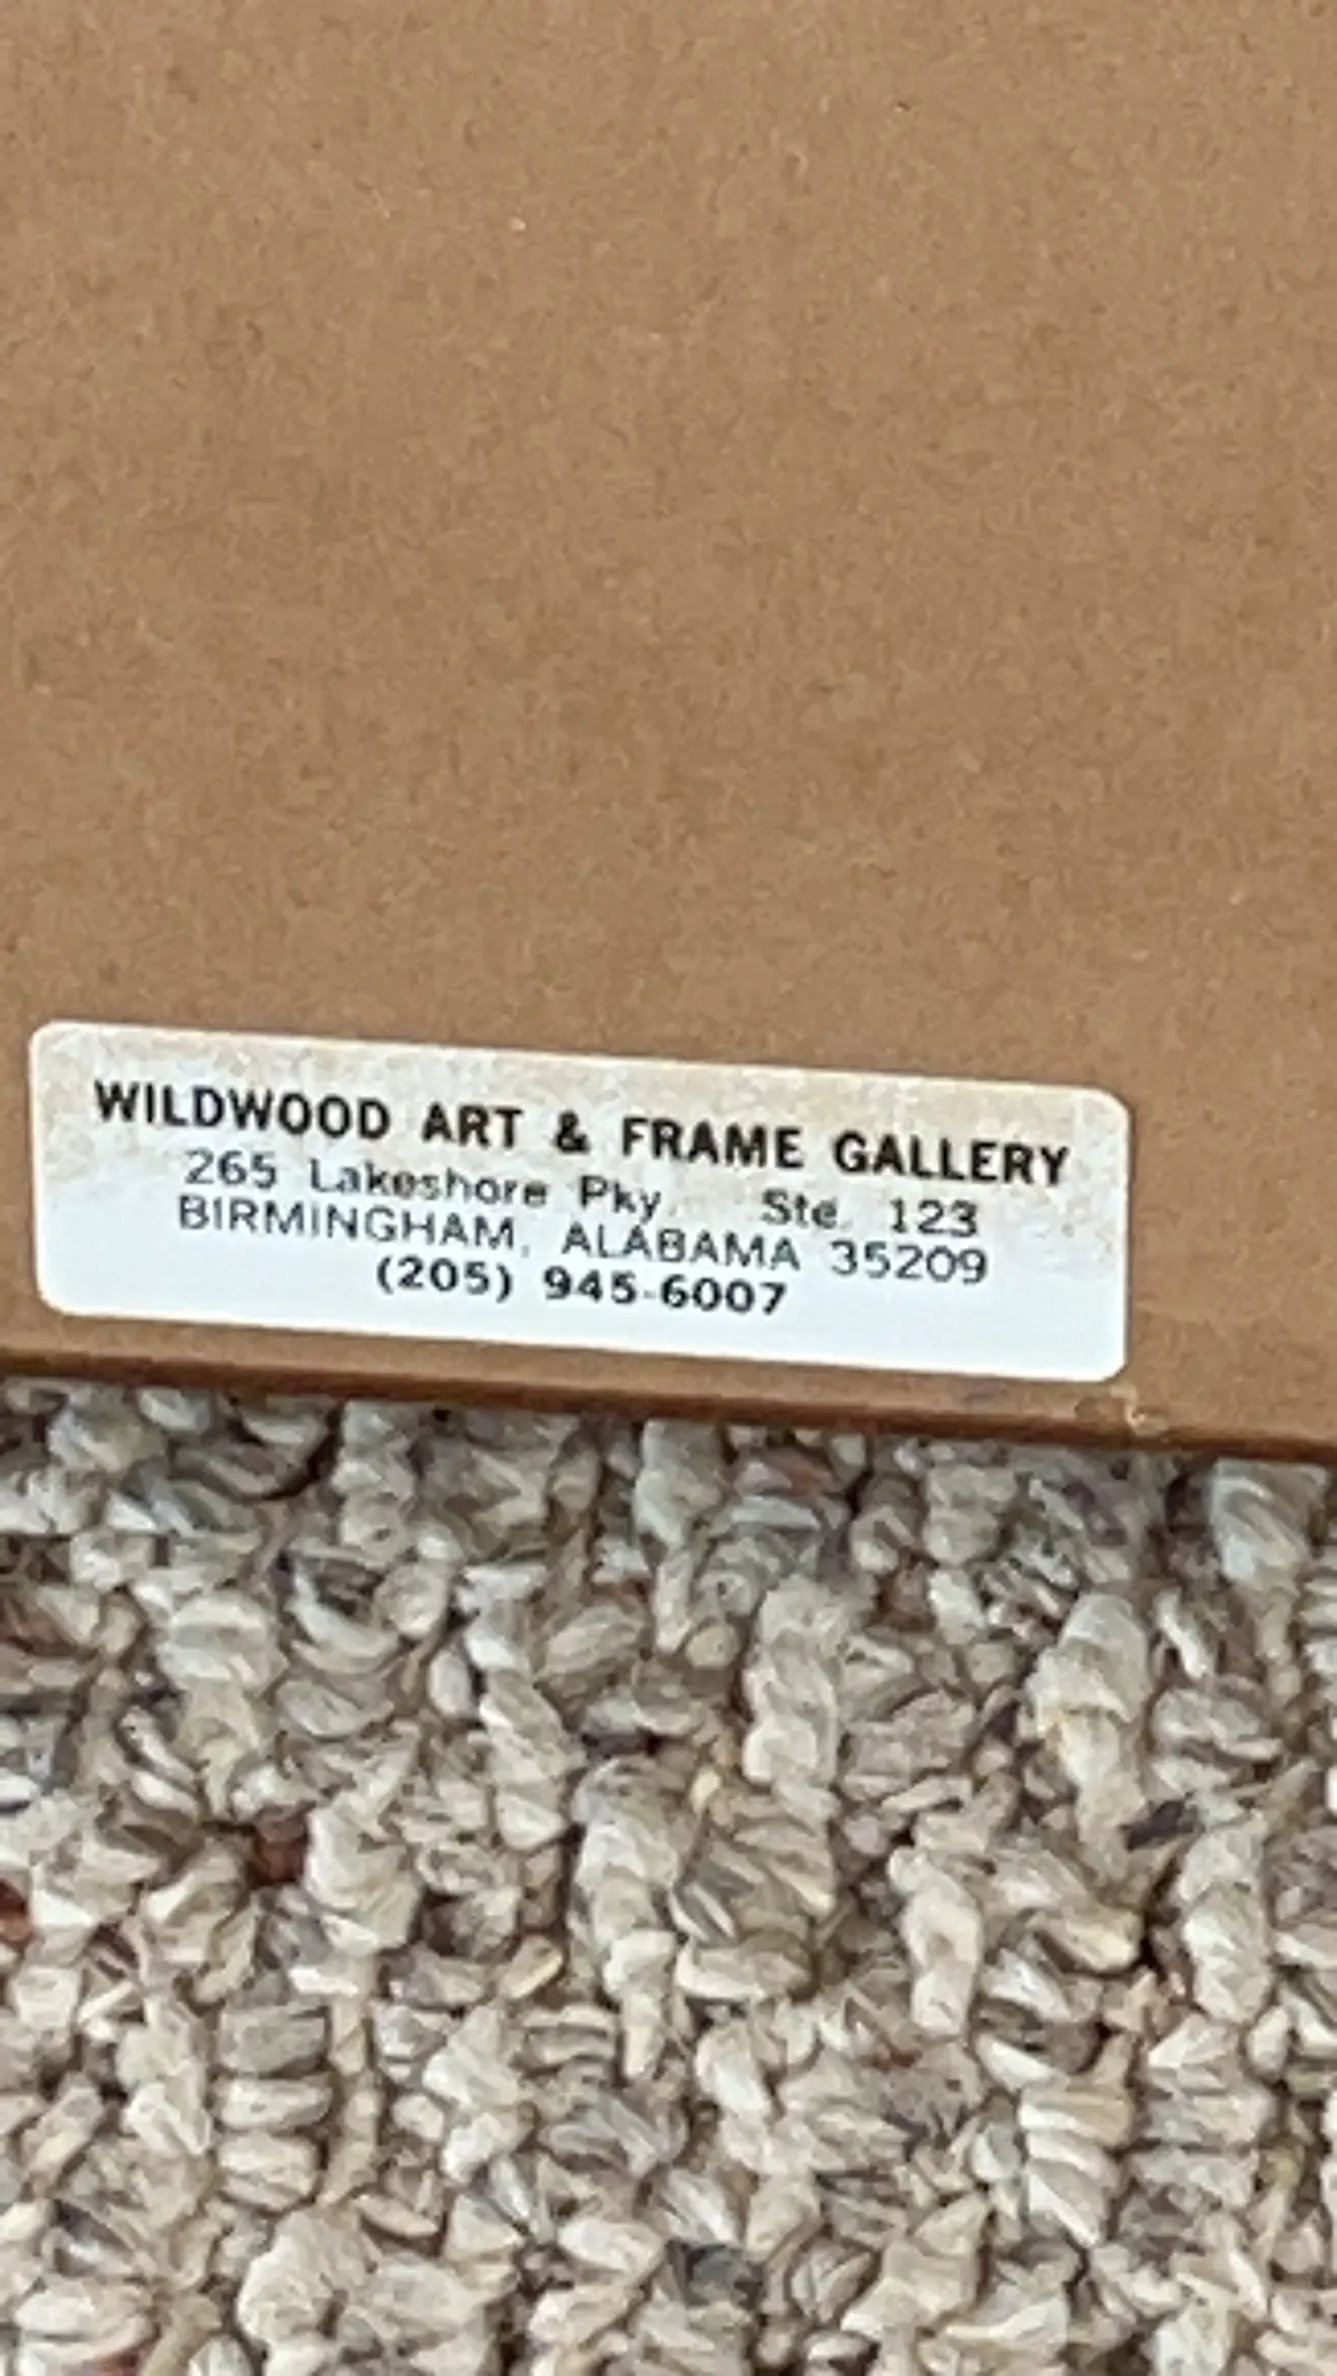 WILDWOOD ART & FRAME GALLERY
265 Lakeshore Pky. Ste. 123
BIRMINGHAM, ALABAMA 35209
(205) 945-6007